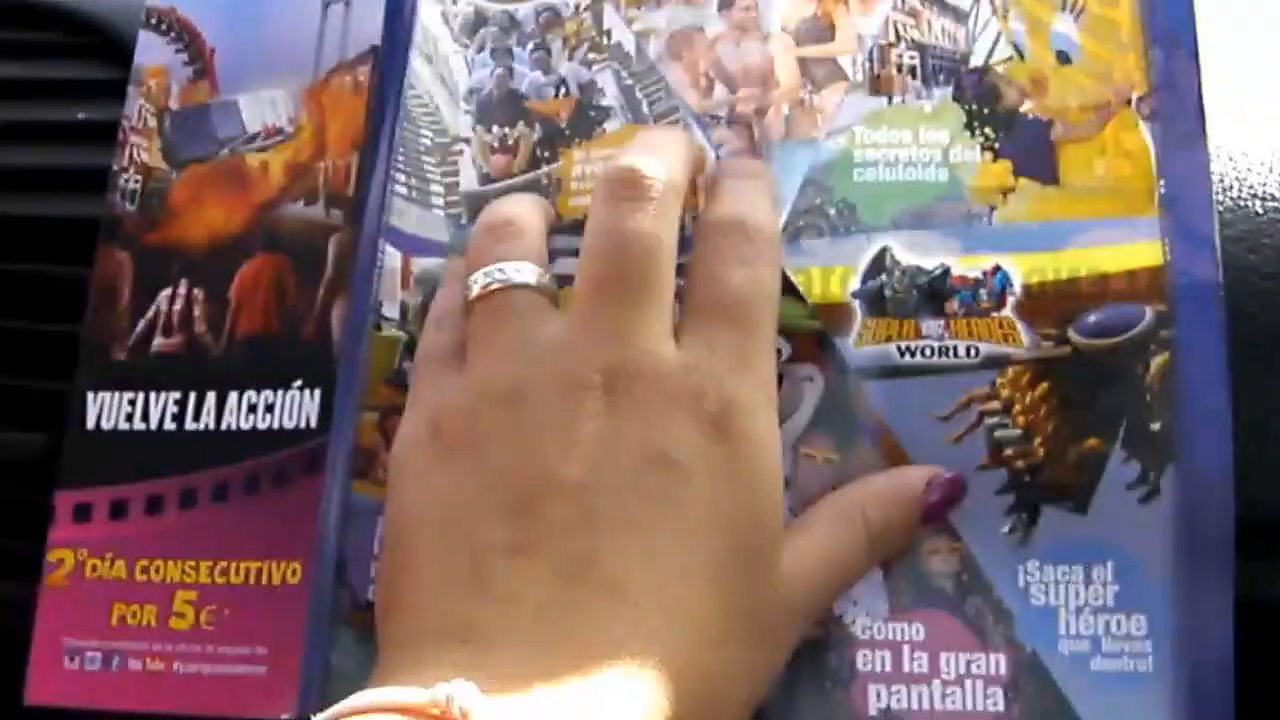 VUELVE LA ACCIÓN
2º DÍA CONSECUTIVO
POR 5€*
Todos los
secretos del
celuloide
SUPER HEROES
WORLD
¡Saca el
super
héroe
que llevas
dentro!
Como
en la gran
pantalla